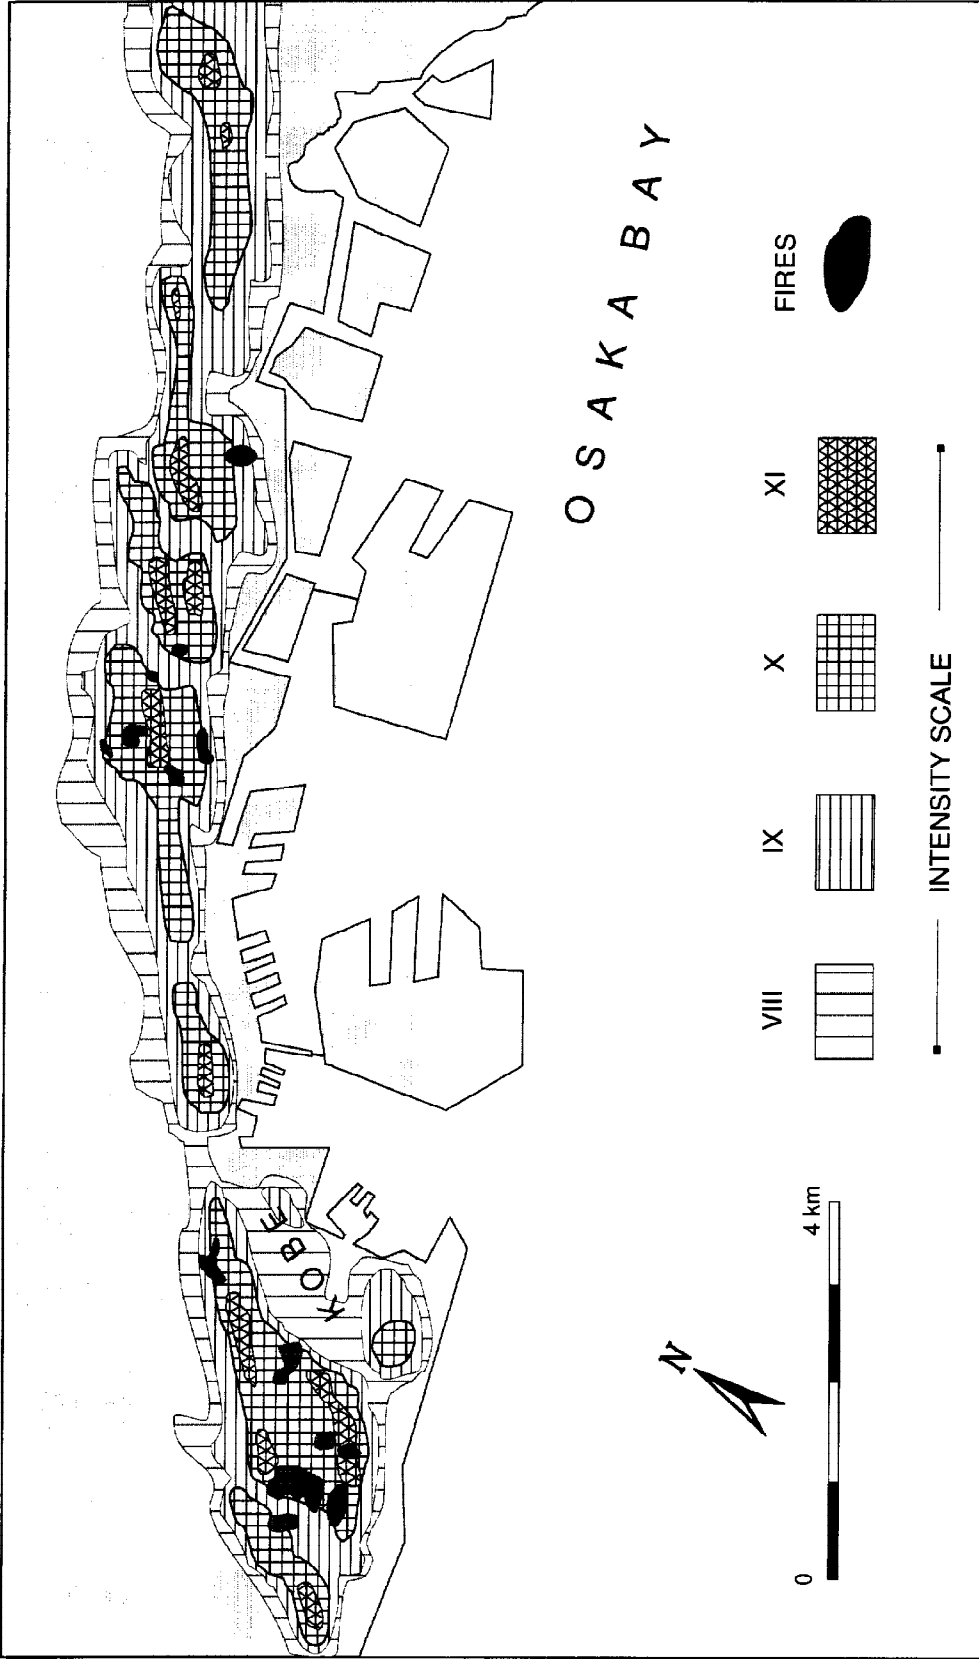 KOBE
OSAKA BAY
N
0 4 km
VIII IX X XI FIRES
INTENSITY SCALE